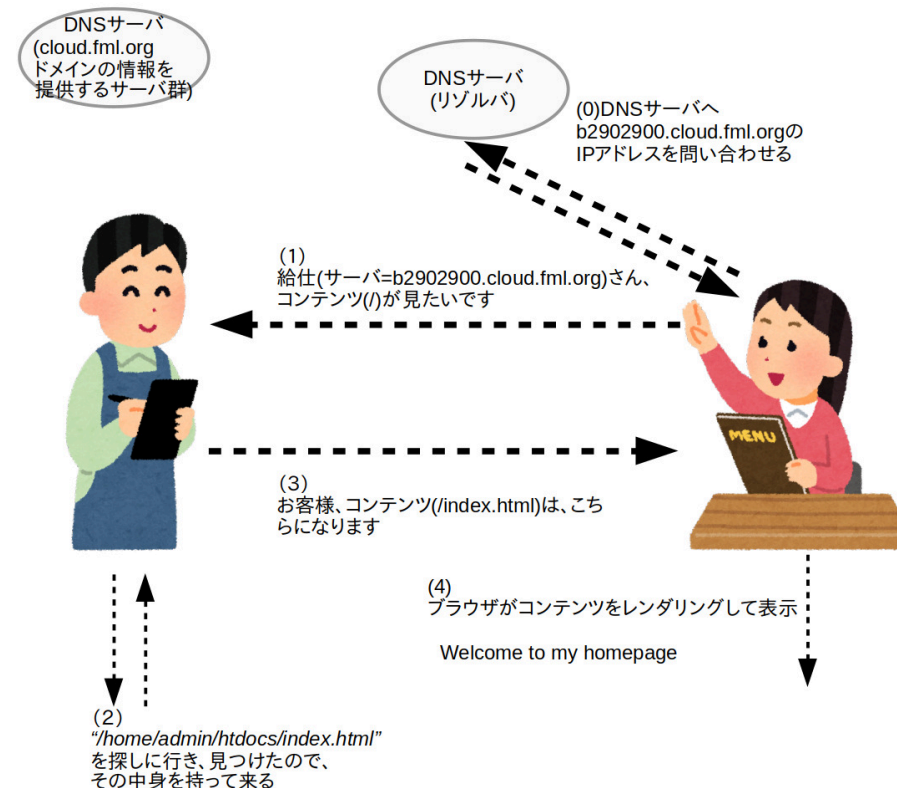 DNSサーバ
(cloud.fml.org
ドメインの情報を
提供するサーバ群)
DNSサーバ
(リゾルバ)
(0)DNSサーバへ
b2902900.cloud.fml.orgの
IPアドレスを問い合わせる
(1)
給仕(サーバ=b2902900.cloud.fml.org)さん、
コンテンツ(/)が見たいです
MENU
(3)
お客様、コンテンツ(/index.html)は、こち
らになります
(4)
ブラウザがコンテンツをレンダリングして表示
Welcome to my homepage
(2)
“/home/admin/htdocs/index.html”
を探しに行き、見つけたので、
その中身を持って来る